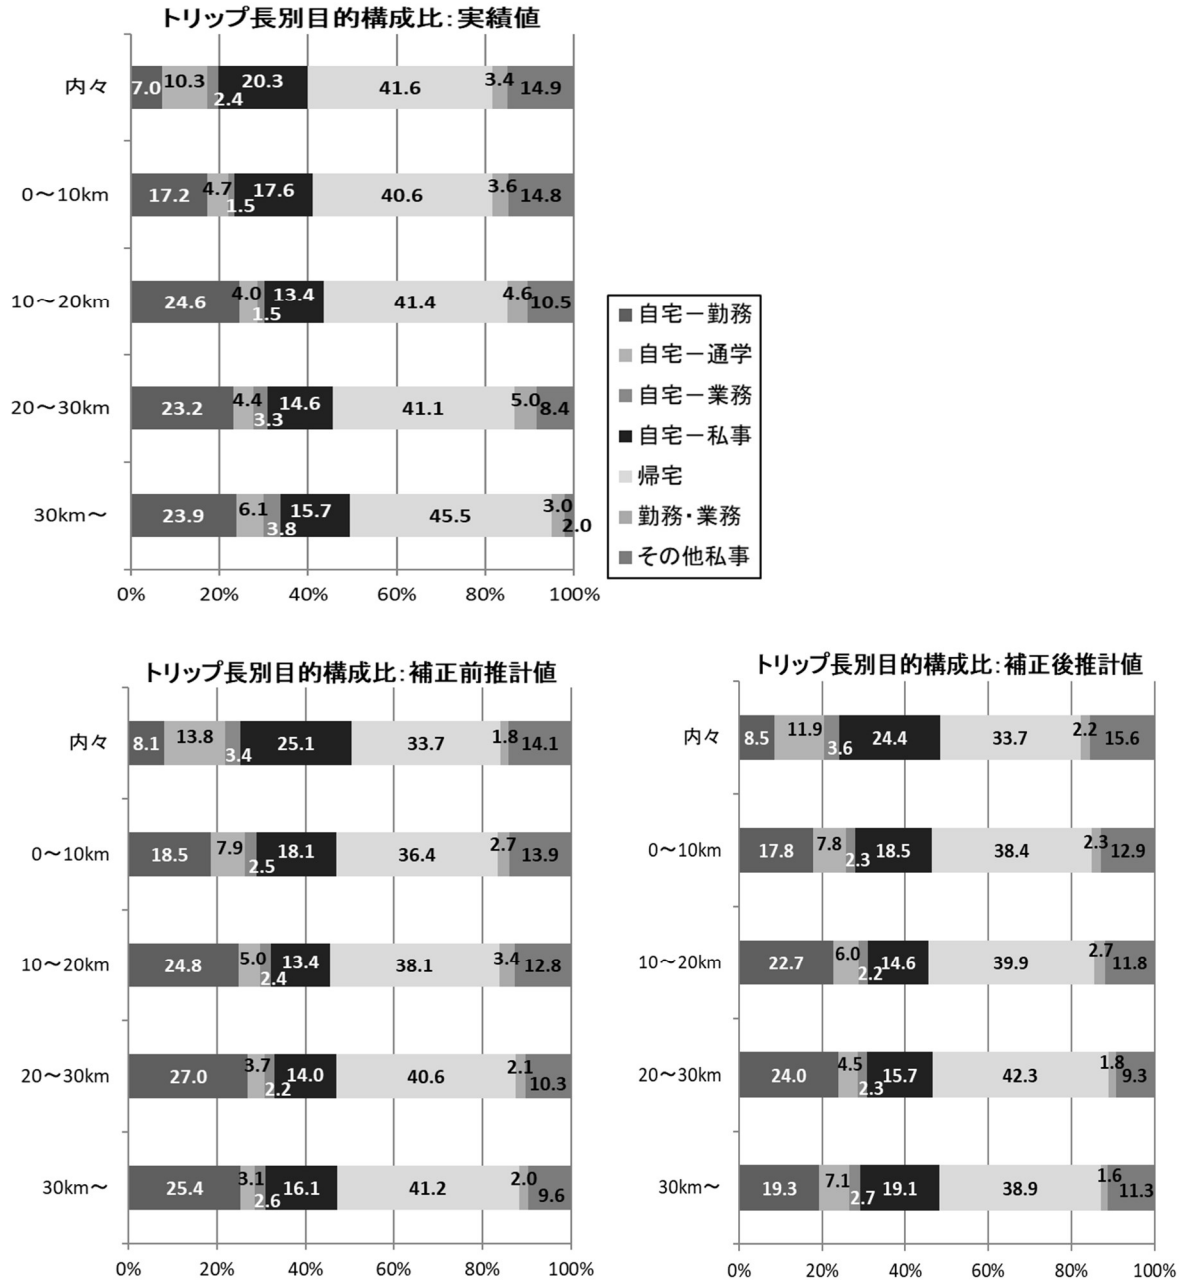 トリップ長別目的構成比：実績値
内々
7.0 10.3 2.4 20.3 41.6 3.4 14.9
0～10km
17.2 4.7 1.5 17.6 40.6 3.6 14.8
10～20km
24.6 4.0 1.5 13.4 41.4 4.6 10.5
20～30km
23.2 4.4 3.3 14.6 41.1 5.0 8.4
30km～
23.9 6.1 3.8 15.7 45.5 3.0 2.0
0% 20% 40% 60% 80% 100%
自宅－勤務
自宅－通学
自宅－業務
自宅－私事
帰宅
勤務・業務
その他私事
トリップ長別目的構成比：補正前推計値
内々
8.1 13.8 3.4 25.1 33.7 1.8 14.1
0～10km
18.5 7.9 2.5 18.1 36.4 2.7 13.9
10～20km
24.8 5.0 2.4 13.4 38.1 3.4 12.8
20～30km
27.0 3.7 2.2 14.0 40.6 2.1 10.3
30km～
25.4 3.1 2.6 16.1 41.2 2.0 9.6
0% 20% 40% 60% 80% 100%
トリップ長別目的構成比：補正後推計値
内々
8.5 11.9 3.6 24.4 33.7 2.2 15.6
0～10km
17.8 7.8 2.3 18.5 38.4 2.3 12.9
10～20km
22.7 6.0 2.2 14.6 39.9 2.7 11.8
20～30km
24.0 4.5 2.3 15.7 42.3 1.8 9.3
30km～
19.3 7.1 2.7 19.1 38.9 1.6 11.3
0% 20% 40% 60% 80% 100%